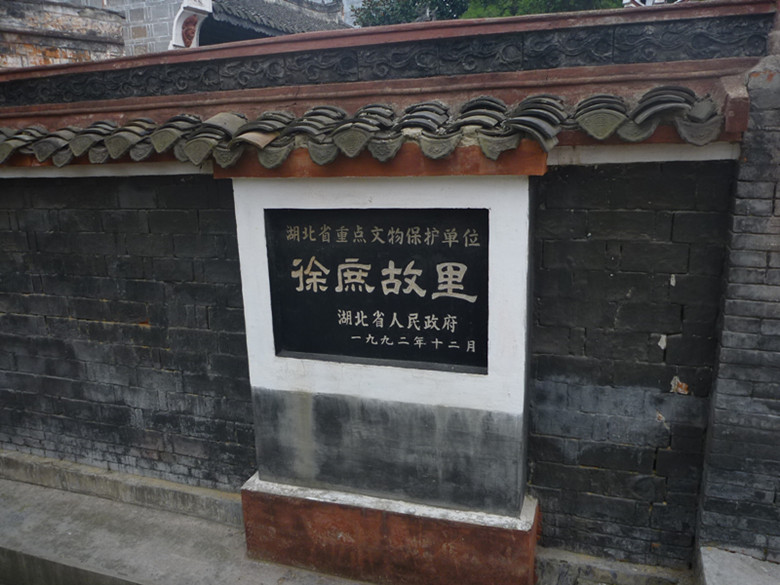 湖北省重点文物保护单位
徐庶故里
湖北省人民政府
一九九二年十二月